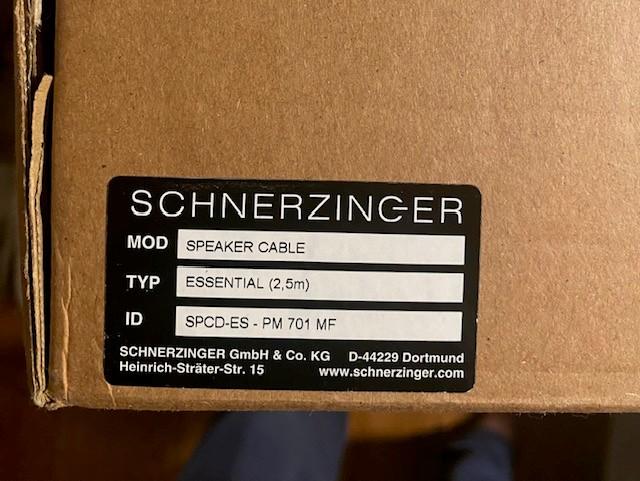 SCHNERZINGER
MOD SPEAKER CABLE
TYP ESSENTIAL (2,5m)
ID SPCD-ES - PM 701 MF
SCHNERZINGER GmbH & Co. KG D-44229 Dortmund
Heinrich-Sträter-Str. 15 www.schnerzinger.com